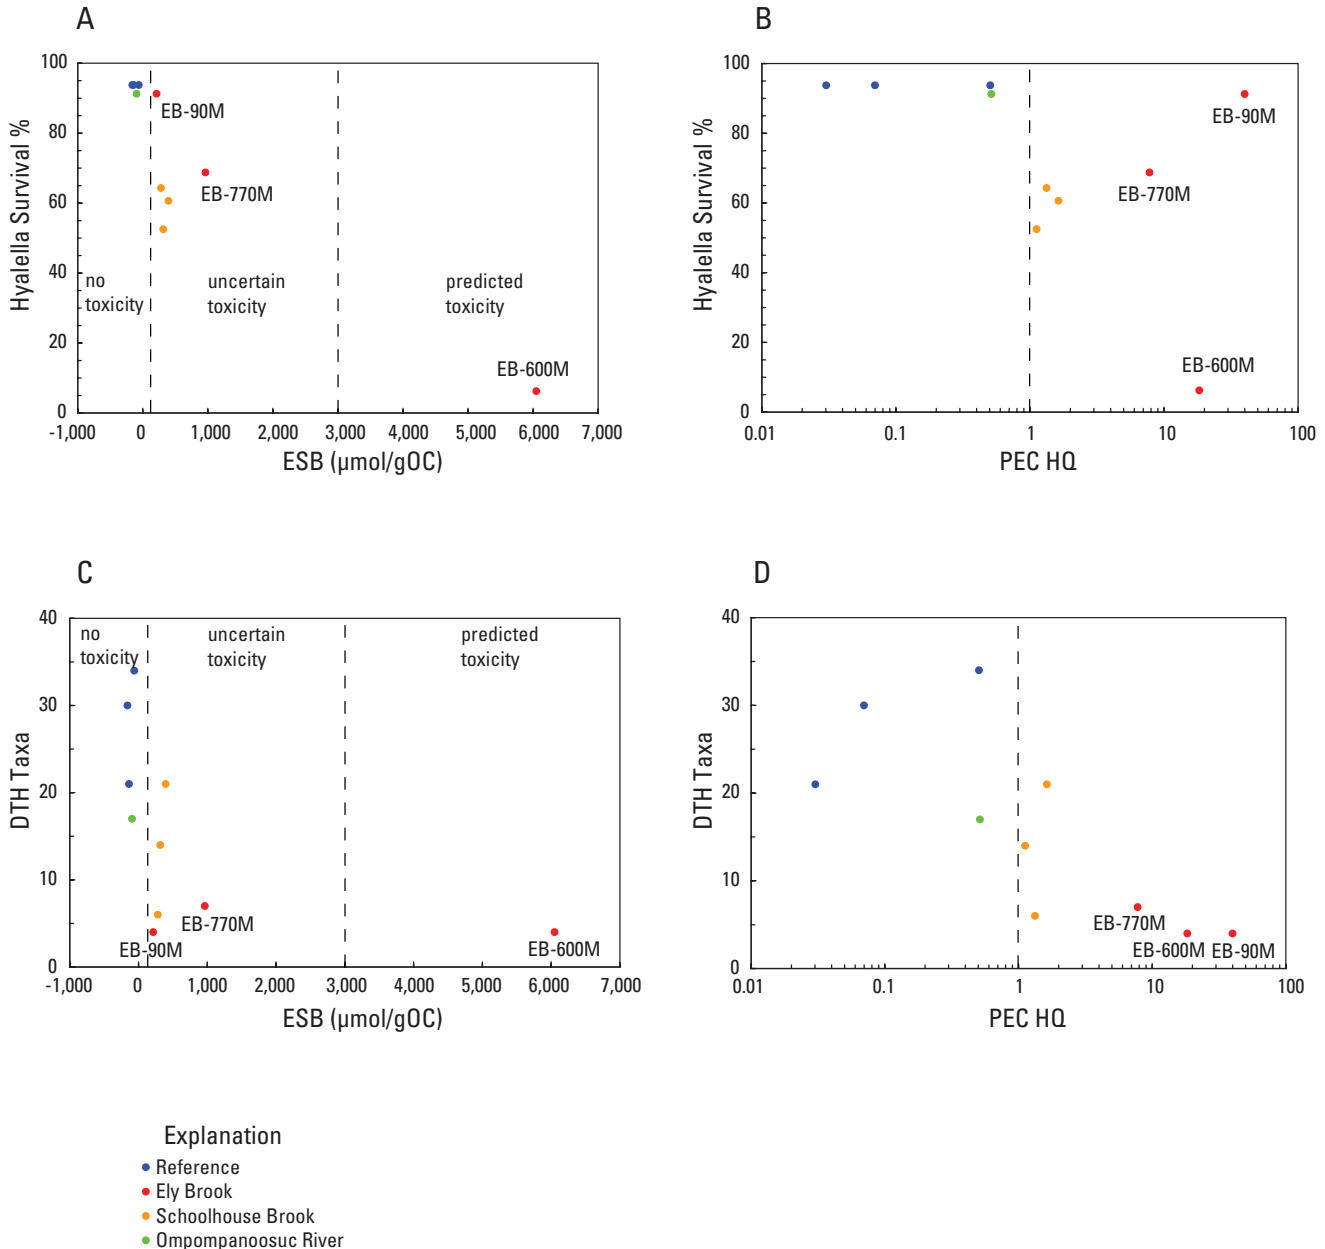 A
Hyalella Survival %
100
80
60
40
20
0
EB-90M
EB-770M
no
toxicity
uncertain
toxicity
predicted
toxicity
EB-600M
-1,000 0 1,000 2,000 3,000 4,000 5,000 6,000 7,000
ESB (µmol/gOC)
B
Hyalella Survival %
100
80
60
40
20
0
EB-90M
EB-770M
EB-600M
0.01 0.1 1 10 100
PEC HQ
C
DTH Taxa
40
30
20
10
0
no
toxicity
uncertain
toxicity
predicted
toxicity
EB-770M
EB-90M
EB-600M
-1,000 0 1,000 2,000 3,000 4,000 5,000 6,000 7,000
ESB (µmol/gOC)
D
DTH Taxa
40
30
20
10
0
EB-770M
EB-600M EB-90M
0.01 0.1 1 10 100
PEC HQ
Explanation
Reference
Ely Brook
Schoolhouse Brook
Ompompanoosuc River